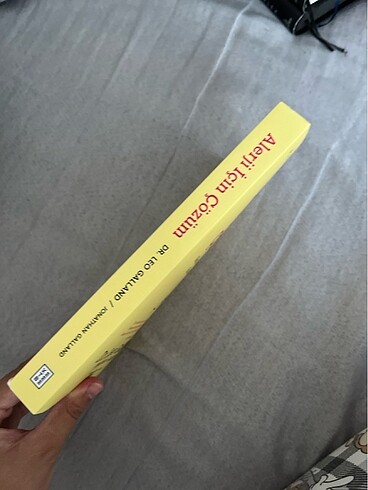 Alerji İçin Çözüm
DR. LEO GALLAND / JONATHAN GALLAND